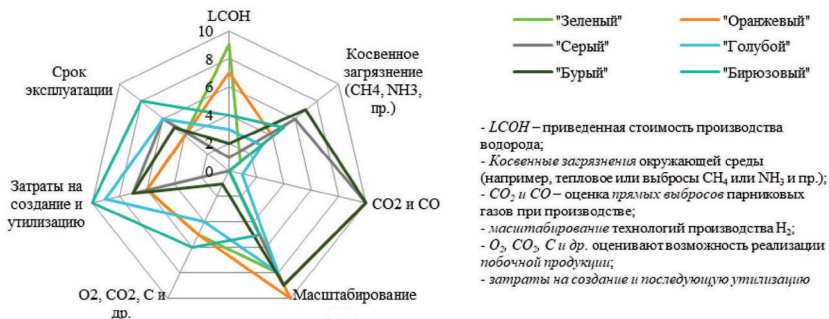 LCOH
10
8
6
4
2
0
Косвенное
загрязнение
(CH4, NH3,
пр.)
CO2 и CO
Масштабирование
O2, CO2, C и
др.
Затраты на
создание и
утилизацию
Срок
эксплуатации
"Зеленый"
"Оранжевый"
"Серый"
"Голубой"
"Бурый"
"Бирюзовый"
- LCOH – приведенная стоимость производства
водорода;
- Косвенные загрязнения окружающей среды
(например, тепловое или выбросы CH₄ или NH₃ и пр.);
- CO₂ и CO – оценка прямых выбросов парниковых
газов при производстве;
- масштабирование технологий производства H₂;
- O₂, CO₂, C и др. оценивают возможность реализации
побочной продукции;
- затраты на создание и последующую утилизацию